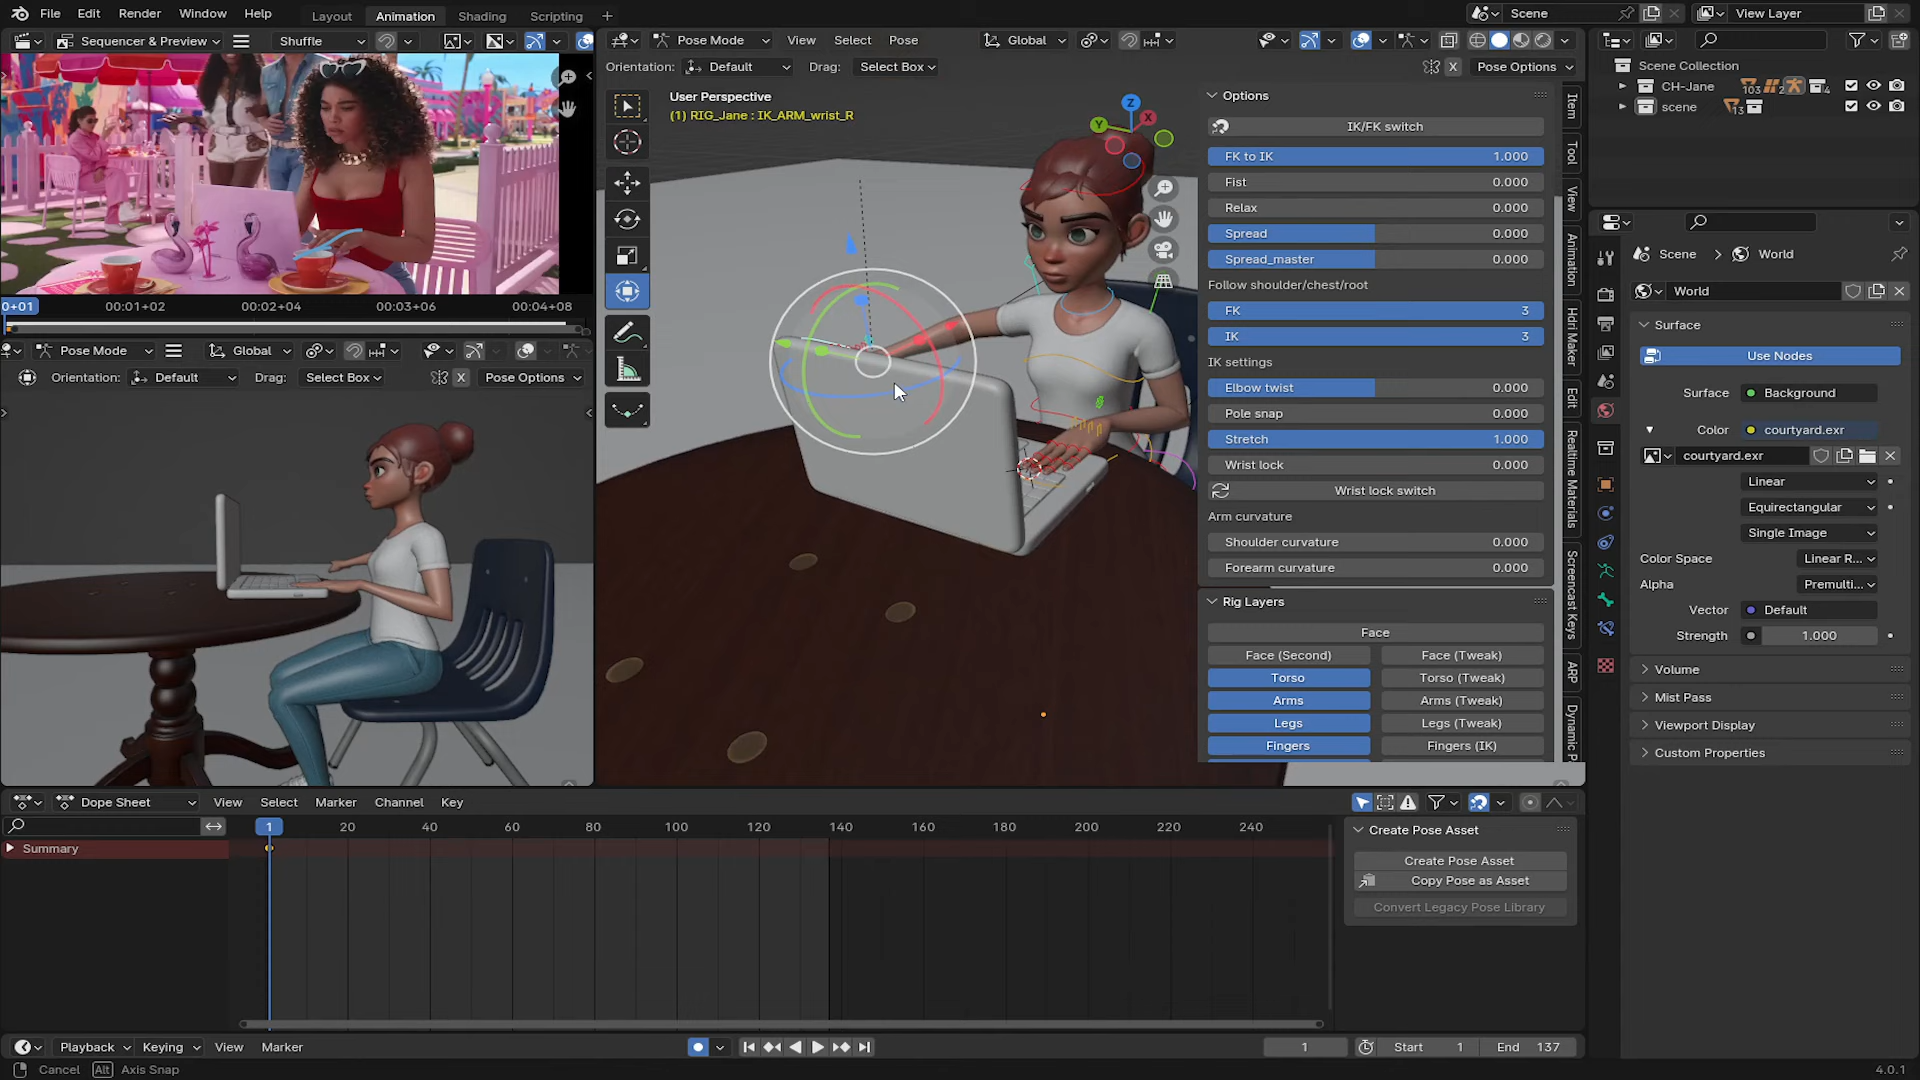 File Edit Render Window Help Layout Animation Shading Scripting + Scene View Layer
Sequencer & Preview Shuffle
Pose Mode View Select Pose Global
Orientation: Default Drag: Select Box X Pose Options
User Perspective
(1) RIG_Jane : IK_ARM_wrist_R
Z
X
Y
0+01 00:01+02 00:02+04 00:03+06 00:04+08
Pose Mode Global
Orientation: Default Drag: Select Box X Pose Options
Options
IK/FK switch
FK to IK 1.000
Fist 0.000
Relax 0.000
Spread 0.000
Spread_master 0.000
Follow shoulder/chest/root
FK 3
IK 3
IK settings
Elbow twist 0.000
Pole snap 0.000
Stretch 1.000
Wrist lock 0.000
Wrist lock switch
Arm curvature
Shoulder curvature 0.000
Forearm curvature 0.000
Rig Layers
Face
Face (Second) Face (Tweak)
Torso Torso (Tweak)
Arms Arms (Tweak)
Legs Legs (Tweak)
Fingers Fingers (IK)
Item
Tool
View
Animation
Hdri Maker
Edit
Realtime Materials
Screencast Keys
ARP
Dynamic P
Scene Collection
CH-Jane 103 2 4
scene 13
Scene > World
World
Surface
Use Nodes
Surface Background
Color courtyard.exr
courtyard.exr
Linear
Equirectangular
Single Image
Color Space Linear R...
Alpha Premulti...
Vector Default
Strength 1.000
Volume
Mist Pass
Viewport Display
Custom Properties
Dope Sheet View Select Marker Channel Key
1 20 40 60 80 100 120 140 160 180 200 220 240
Summary
Create Pose Asset
Create Pose Asset
Copy Pose as Asset
Convert Legacy Pose Library
Playback Keying View Marker 1 Start 1 End 137
Cancel Alt Axis Snap 4.0.1